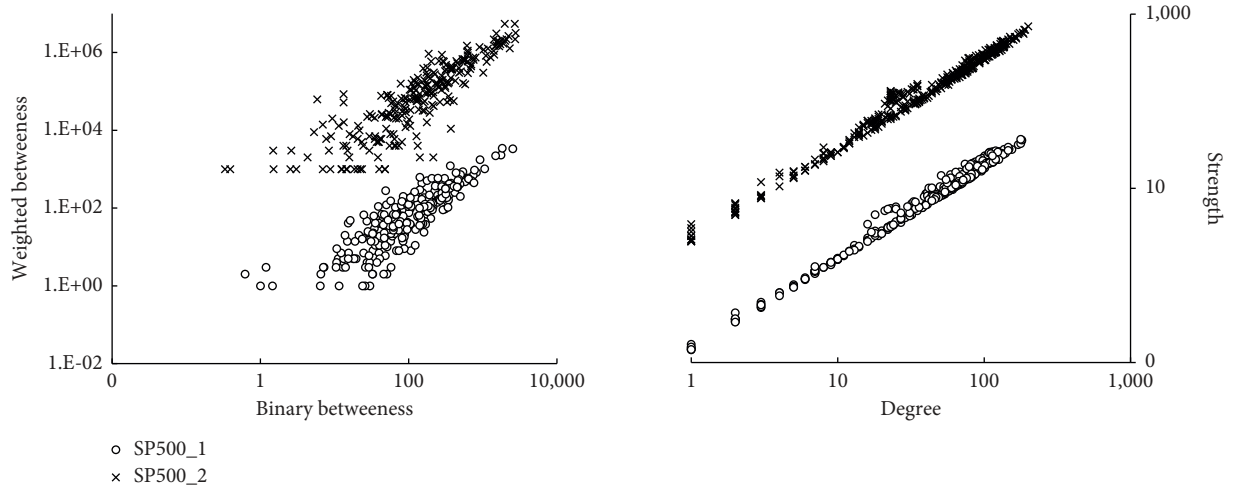 Weighted betweeness
1.E+06
1.E+04
1.E+02
1.E+00
1.E-02
0
1
100
10,000
Binary betweeness
SP500_1
SP500_2
1,000
10
0
Strength
1
10
100
1,000
Degree